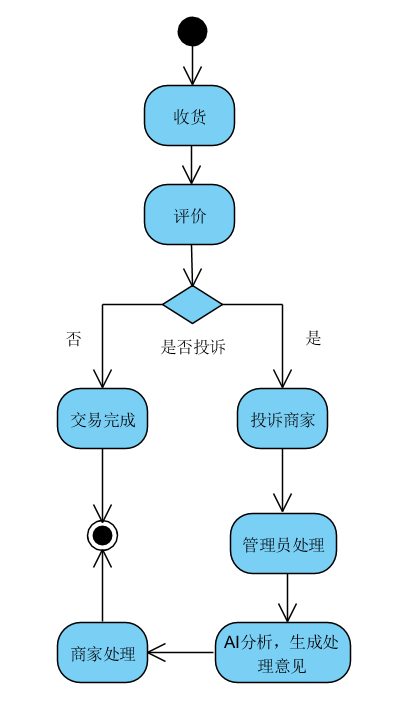 收货
评价
否
是否投诉
是
交易完成
投诉商家
管理员处理
商家处理
AI分析，生成处
理意见